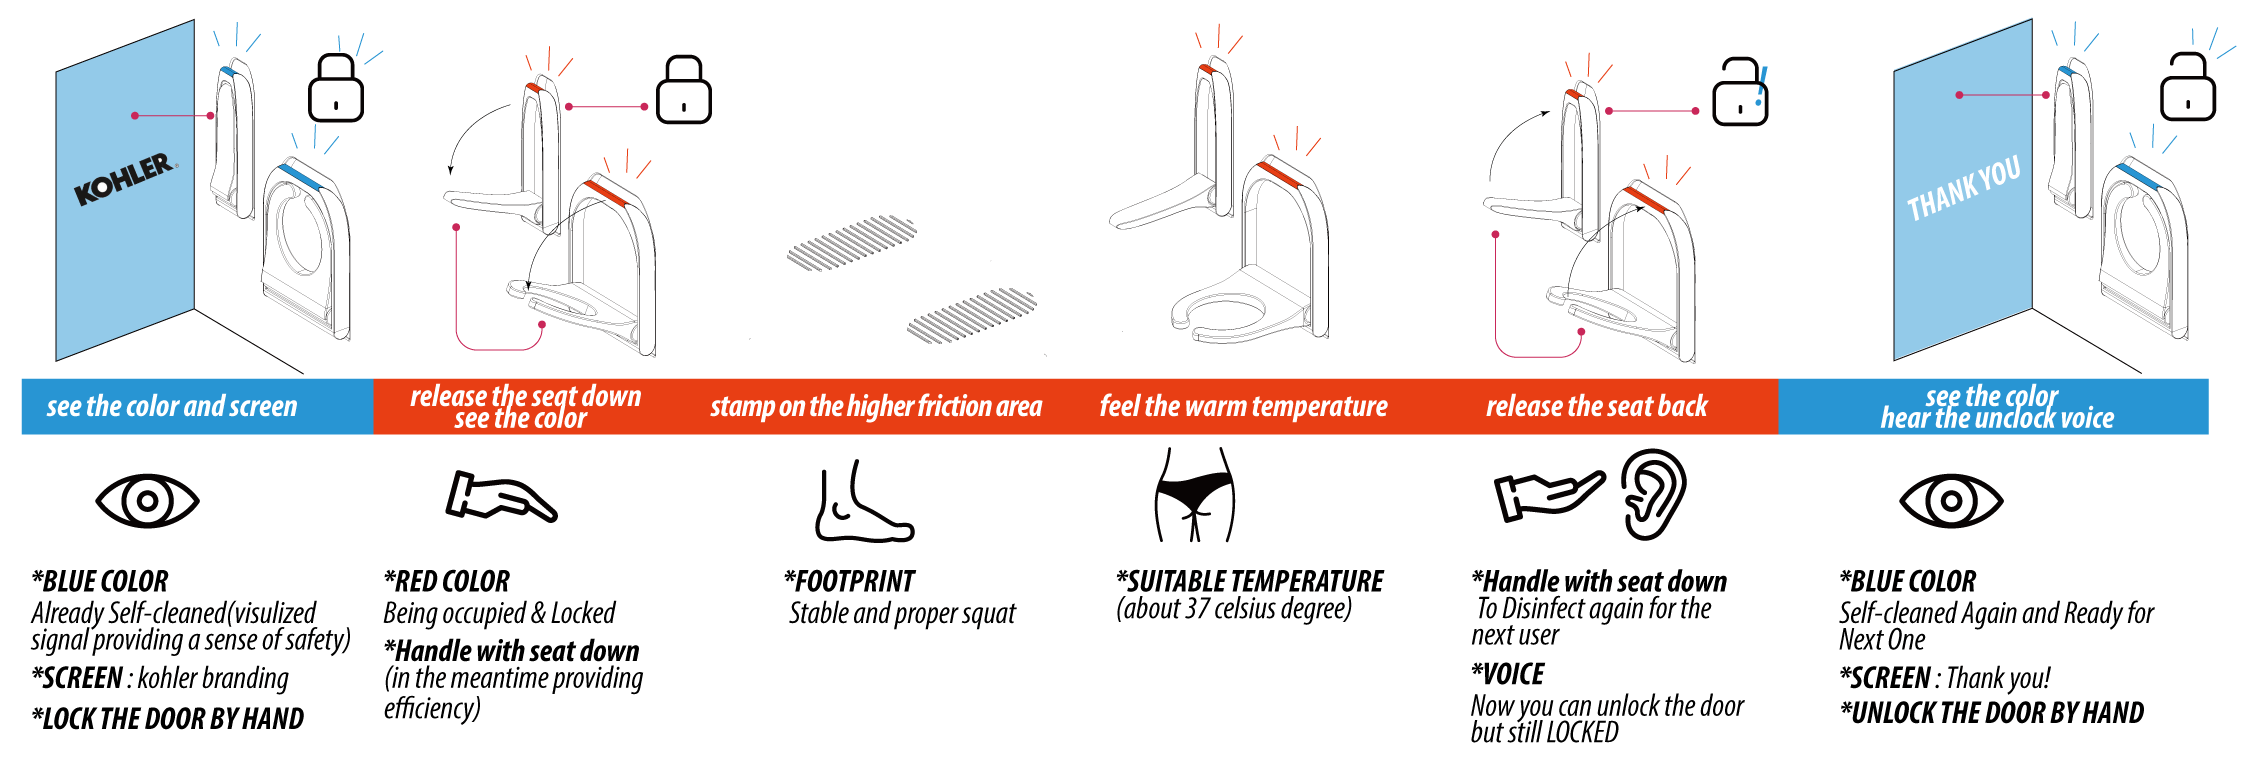 KOHLER®
THANK YOU
see the color and screen
release the seat down
see the color
stamp on the higher friction area
feel the warm temperature
release the seat back
see the color
hear the unclock voice
*BLUE COLOR
Already Self-cleaned(visulized
signal providing a sense of safety)
*SCREEN : kohler branding
*LOCK THE DOOR BY HAND
*RED COLOR
Being occupied & Locked
*Handle with seat down
(in the meantime providing
efficiency)
*FOOTPRINT
Stable and proper squat
*SUITABLE TEMPERATURE
(about 37 celsius degree)
*Handle with seat down
To Disinfect again for the
next user
*VOICE
Now you can unlock the door
but still LOCKED
*BLUE COLOR
Self-cleaned Again and Ready for
Next One
*SCREEN : Thank you!
*UNLOCK THE DOOR BY HAND